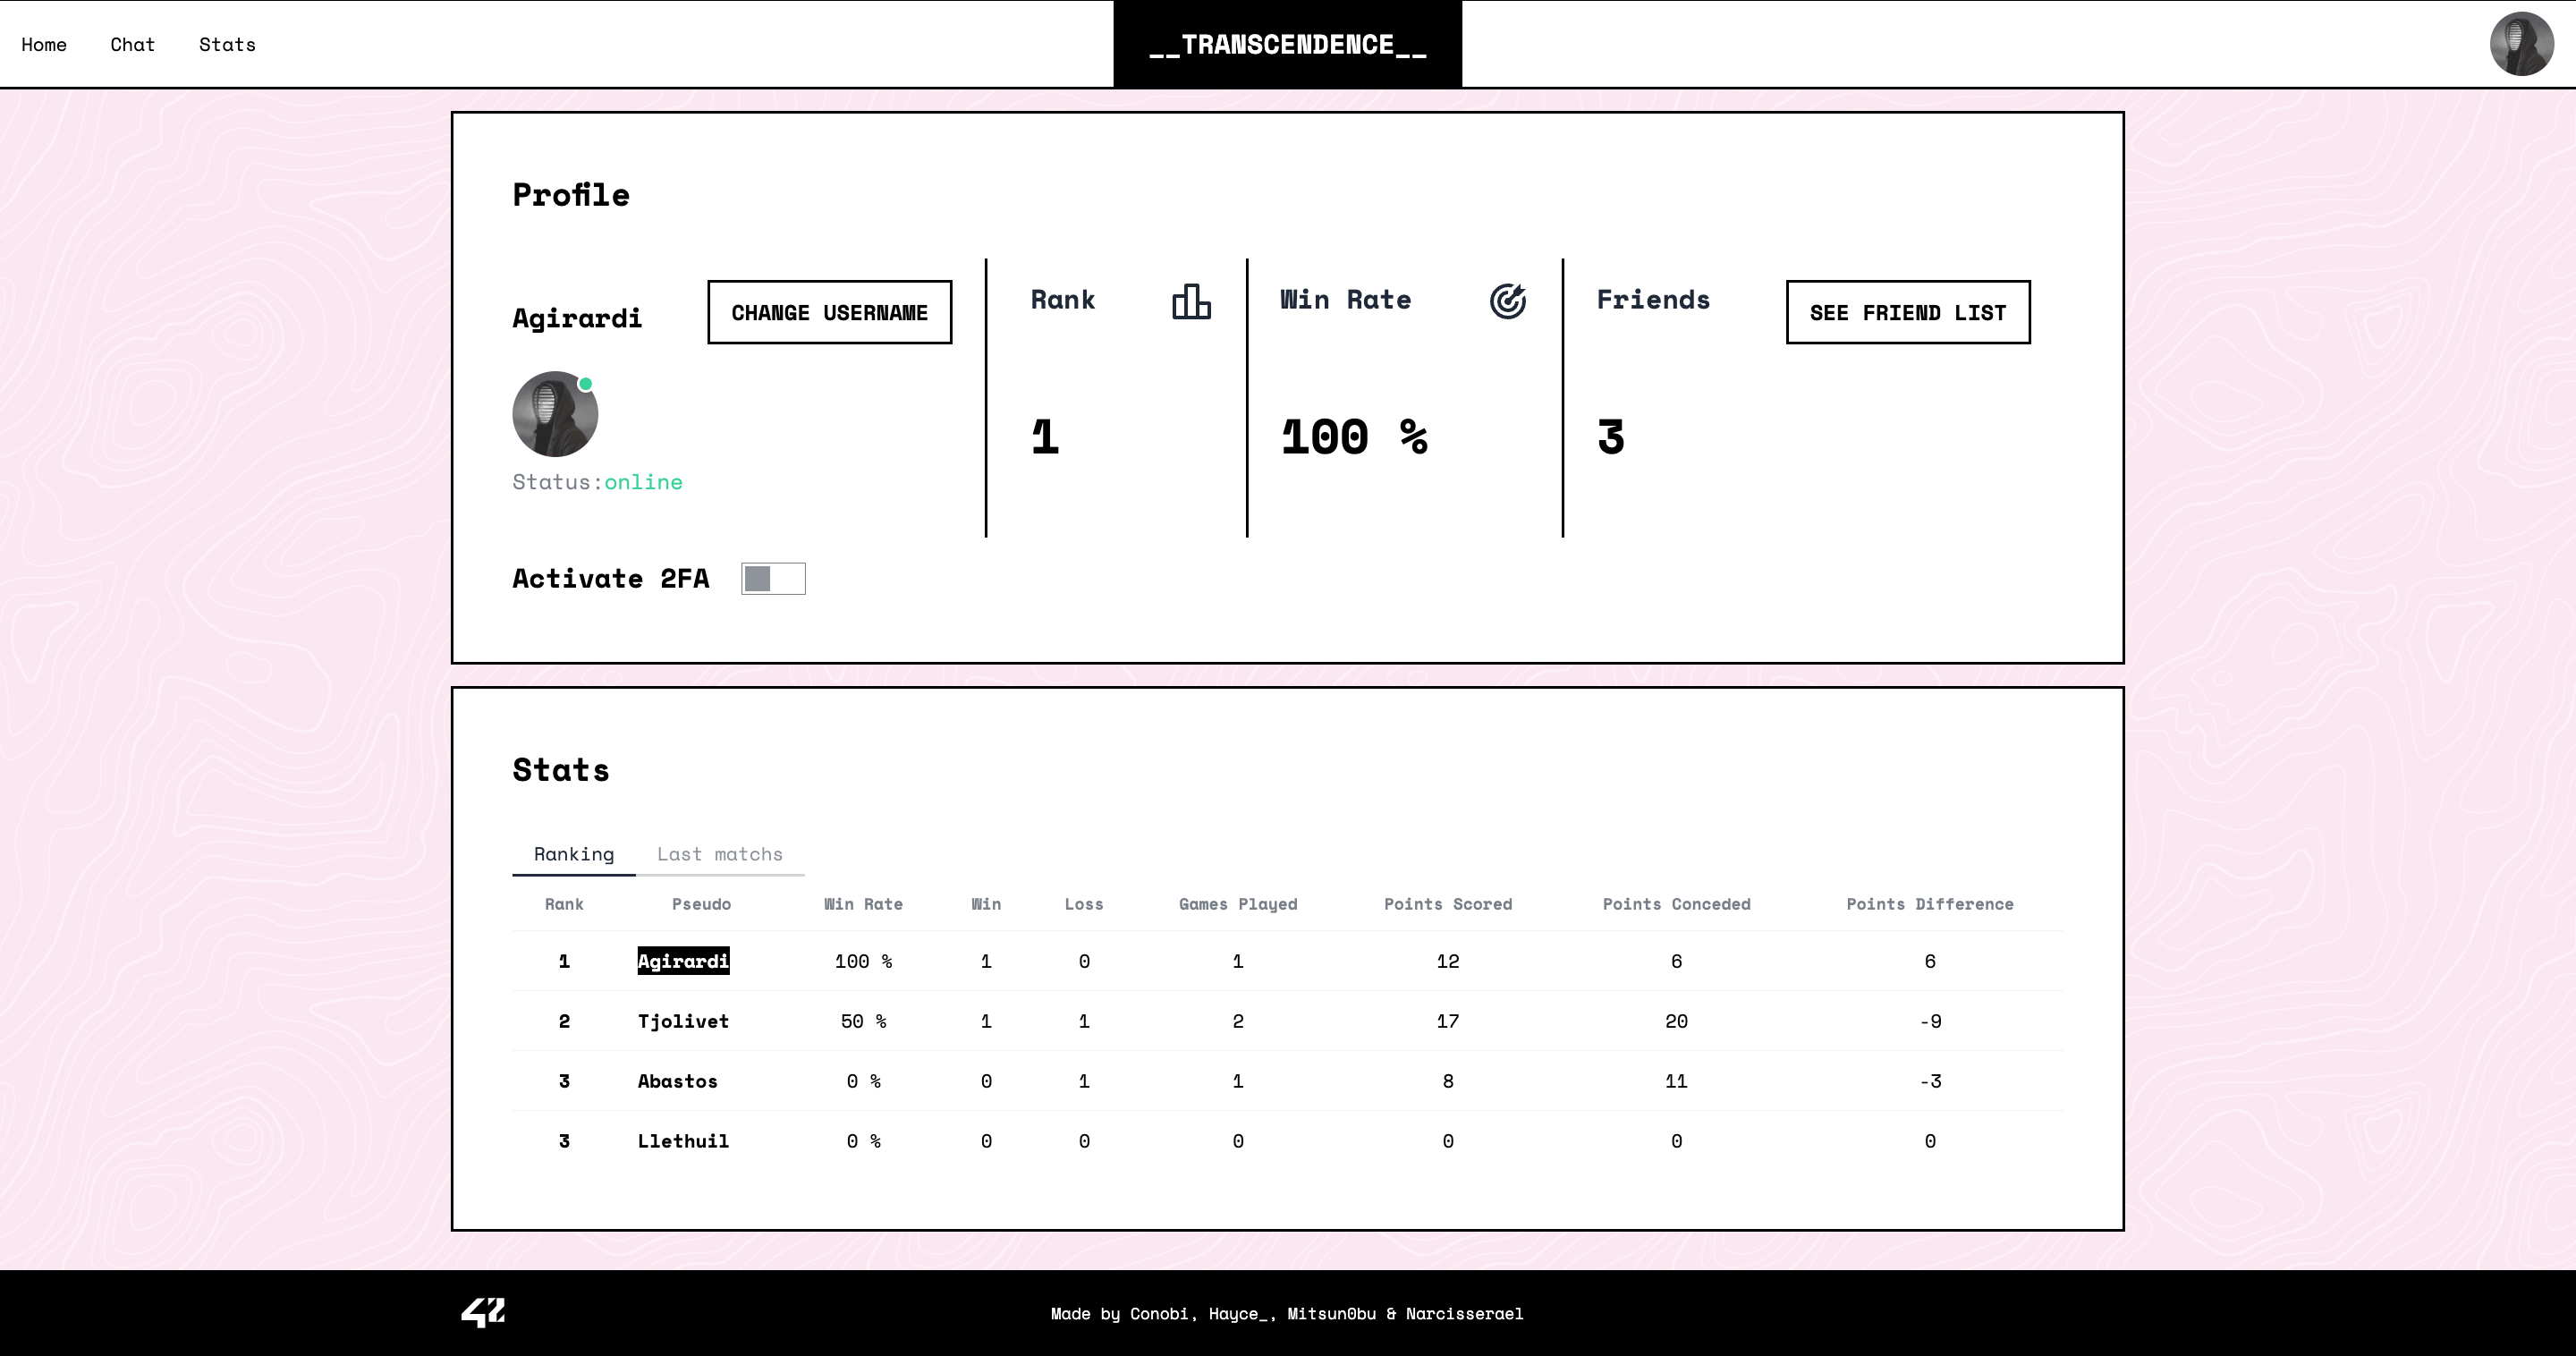 Home Chat Stats __TRANSCENDENCE__
Profile
Agirardi CHANGE USERNAME
Status:online
Activate 2FA
Rank
1
Win Rate
100 %
Friends SEE FRIEND LIST
3
Stats
Ranking Last matchs
Rank Pseudo Win Rate Win Loss Games Played Points Scored Points Conceded Points Difference
1 Agirardi 100 % 1 0 1 12 6 6
2 Tjolivet 50 % 1 1 2 17 20 -9
3 Abastos 0 % 0 1 1 8 11 -3
3 Llethuil 0 % 0 0 0 0 0 0
42 Made by Conobi, Hayce_, Mitsun0bu & Narcisserael